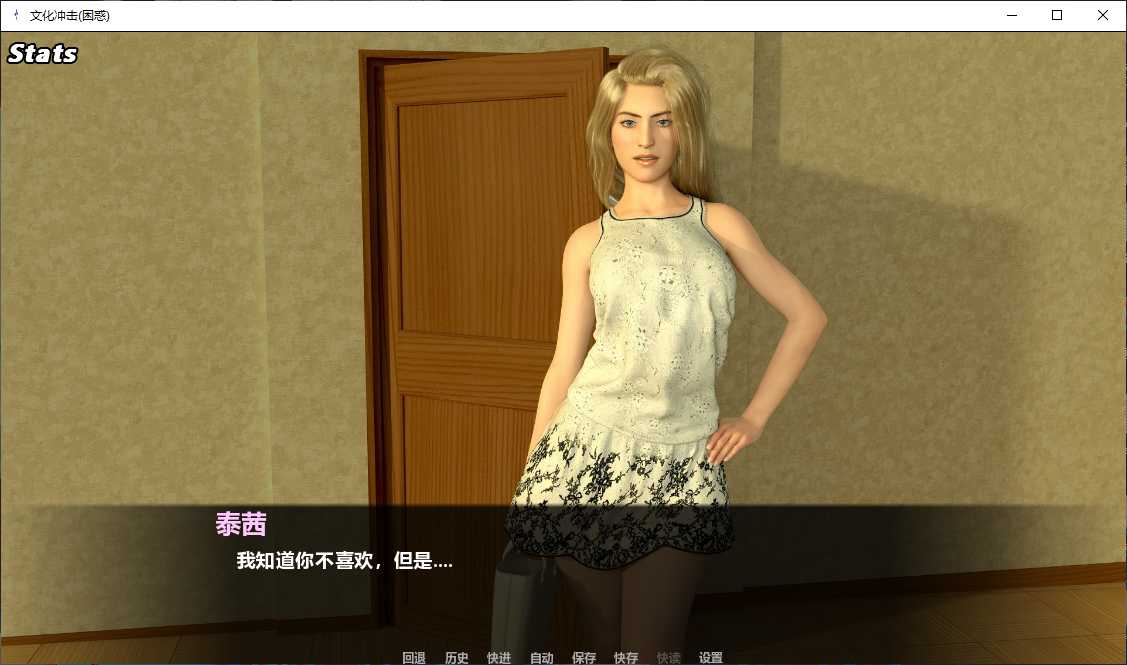 文化冲击(困惑)
Stats
泰茜
我知道你不喜欢，但是....
回退 历史 快进 自动 保存 快存 快读 设置